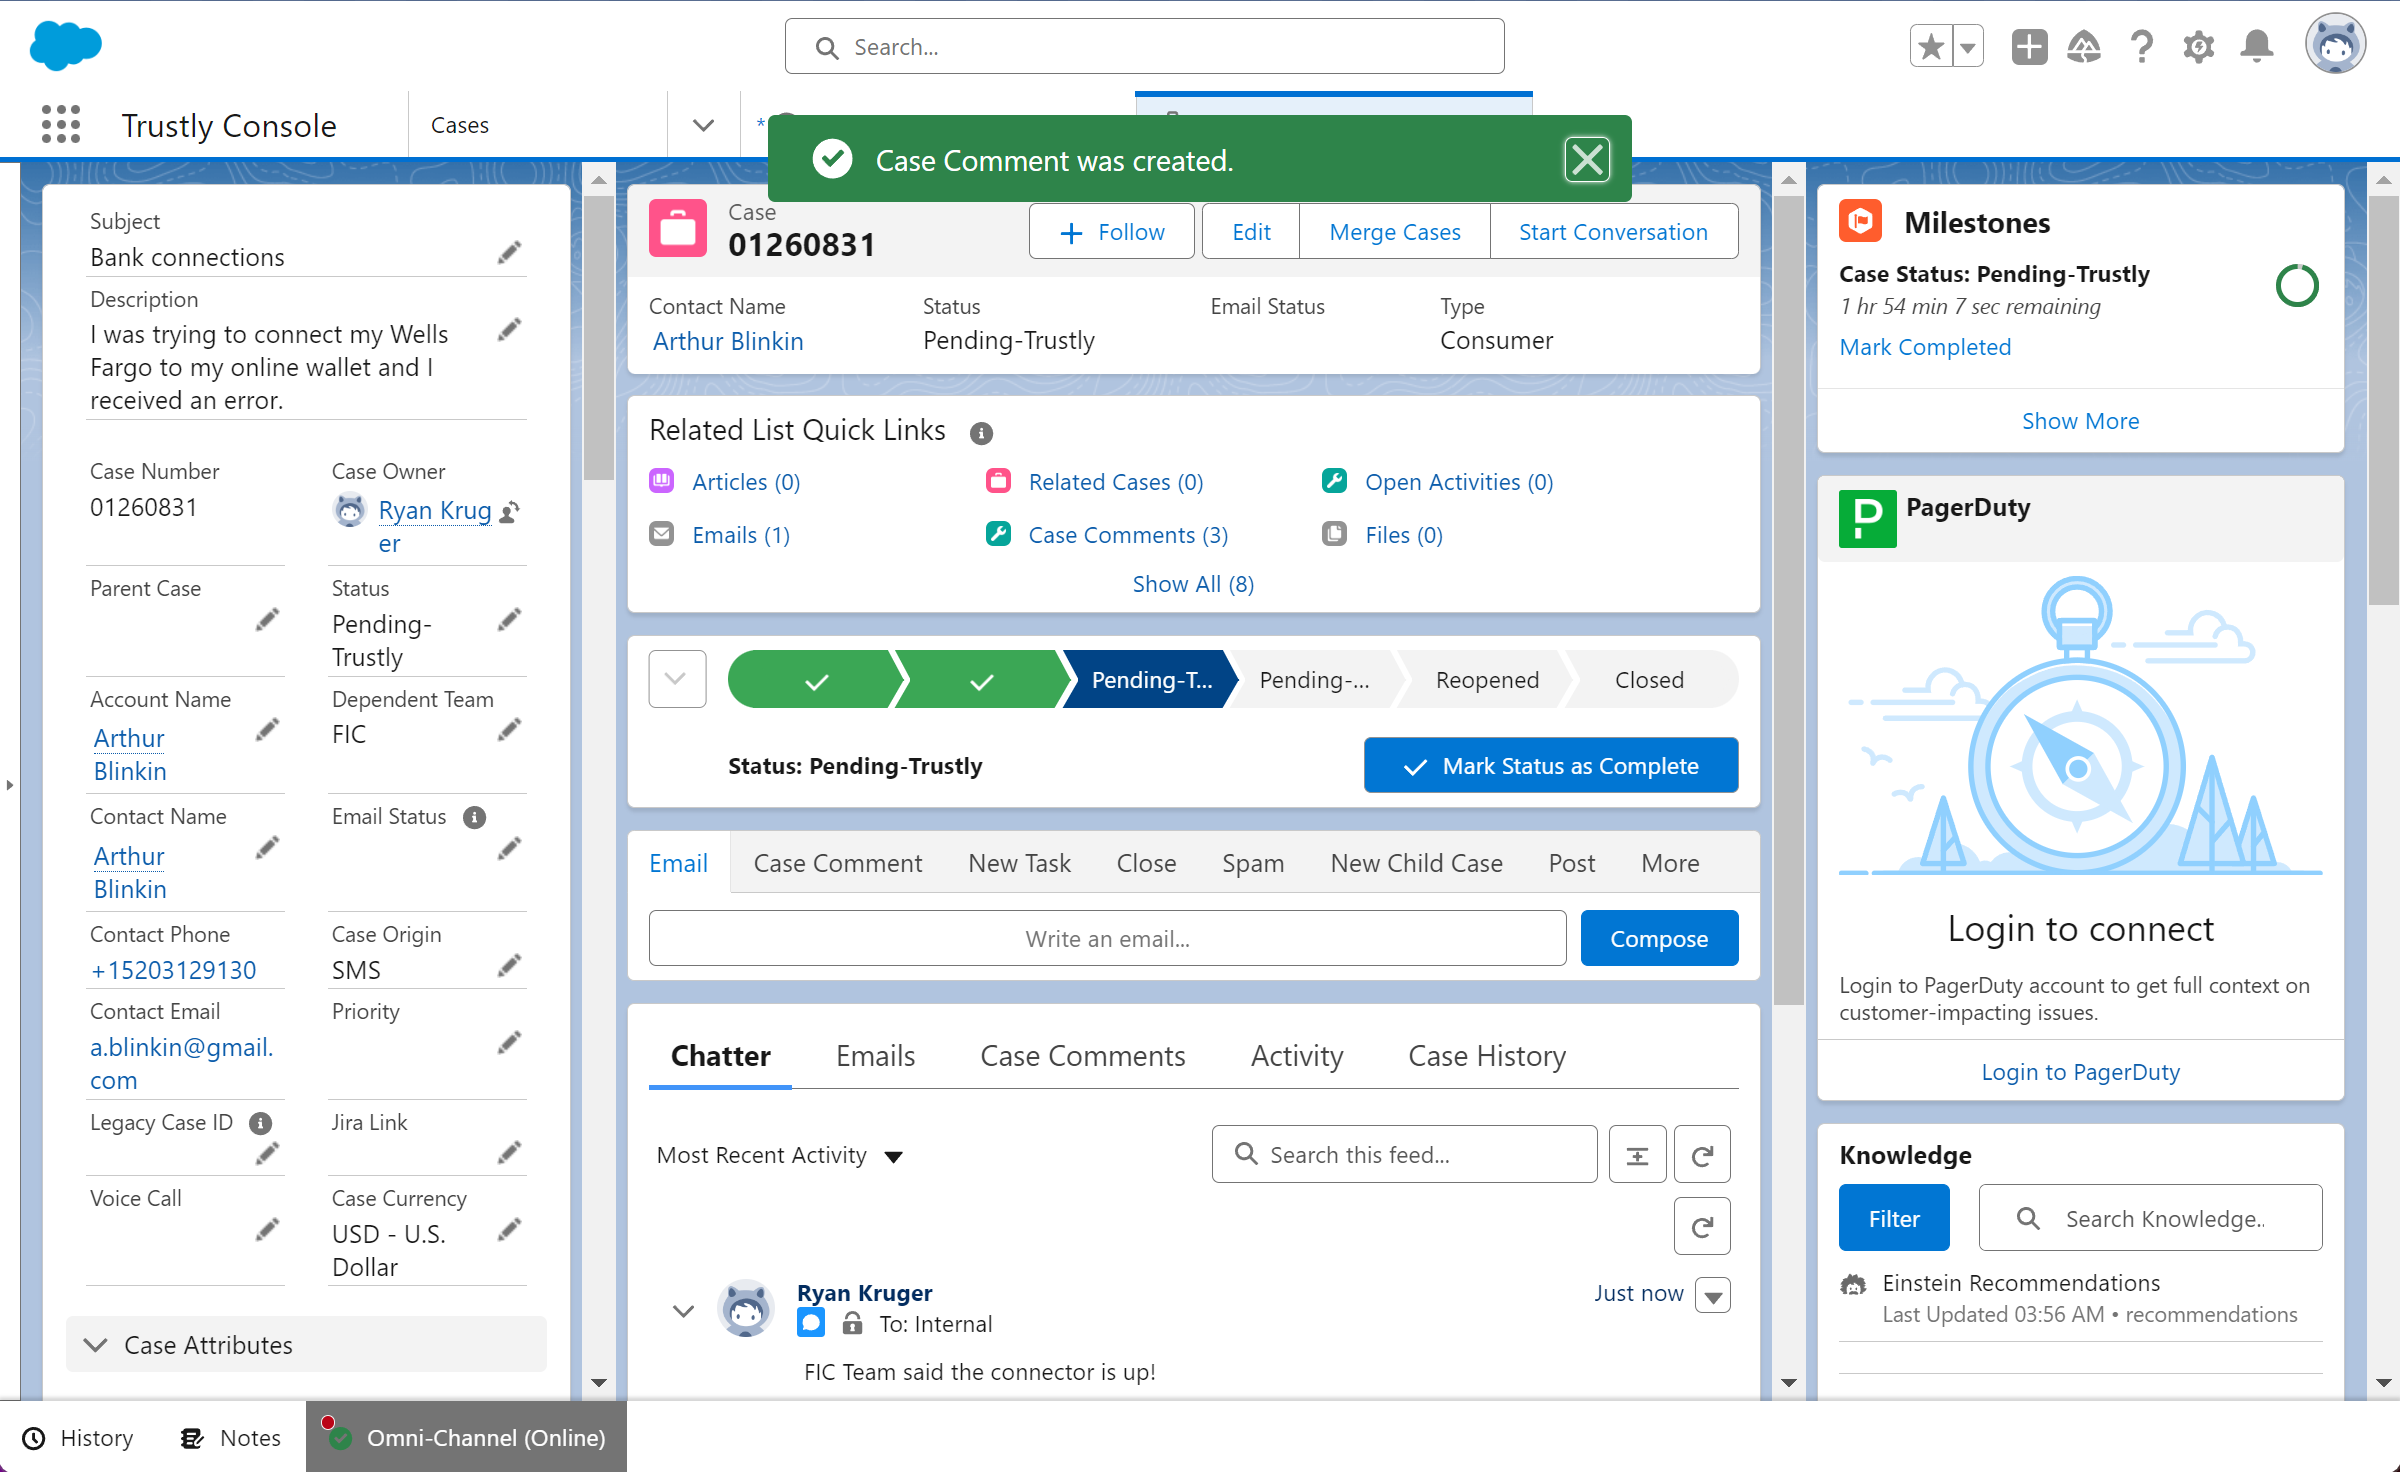 Search...
Trustly Console
Cases
*
Case Comment was created.
Subject
Bank connections
Description
I was trying to connect my Wells
Fargo to my online wallet and I
received an error.
Case Number
01260831
Case Owner
Ryan Krug
er
Parent Case
Status
Pending-
Trustly
Account Name
Arthur
Blinkin
Dependent Team
FIC
Contact Name
Arthur
Blinkin
Email Status
Contact Phone
+15203129130
Case Origin
SMS
Contact Email
a.blinkin@gmail.
com
Priority
Legacy Case ID
Jira Link
Voice Call
Case Currency
USD - U.S.
Dollar
Case Attributes
Case
01260831
Follow
Edit
Merge Cases
Start Conversation
Contact Name
Arthur Blinkin
Status
Pending-Trustly
Email Status
Type
Consumer
Related List Quick Links
Articles (0)
Related Cases (0)
Open Activities (0)
Emails (1)
Case Comments (3)
Files (0)
Show All (8)
Pending-T...
Pending-...
Reopened
Closed
Status: Pending-Trustly
Mark Status as Complete
Email
Case Comment
New Task
Close
Spam
New Child Case
Post
More
Write an email...
Compose
Chatter
Emails
Case Comments
Activity
Case History
Most Recent Activity
Search this feed...
Ryan Kruger
Just now
To: Internal
FIC Team said the connector is up!
Milestones
Case Status: Pending-Trustly
1 hr 54 min 7 sec remaining
Mark Completed
Show More
P
PagerDuty
Login to connect
Login to PagerDuty account to get full context on
customer-impacting issues.
Login to PagerDuty
Knowledge
Filter
Search Knowledge..
Einstein Recommendations
Last Updated 03:56 AM • recommendations
History
Notes
Omni-Channel (Online)